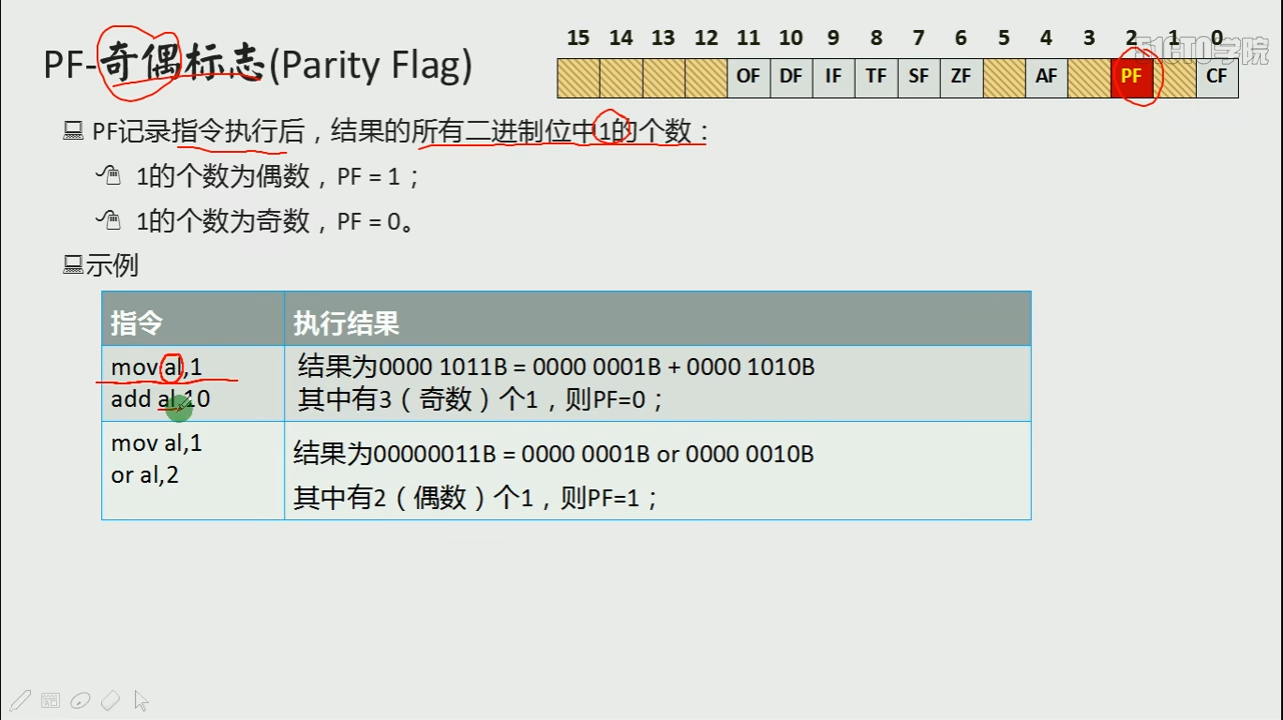 PF-奇偶标志(Parity Flag)
15 14 13 12 11 10 9 8 7 6 5 4 3 2 1 0
OF DF IF TF SF ZF AF PF CF
51CTO学院
PF记录指令执行后，结果的所有二进制位中1的个数：
1的个数为偶数，PF = 1；
1的个数为奇数，PF = 0。
示例
指令 执行结果
mov al,1
add al,10
结果为0000 1011B = 0000 0001B + 0000 1010B
其中有3（奇数）个1，则PF=0；
mov al,1
or al,2
结果为00000011B = 0000 0001B or 0000 0010B
其中有2（偶数）个1，则PF=1；